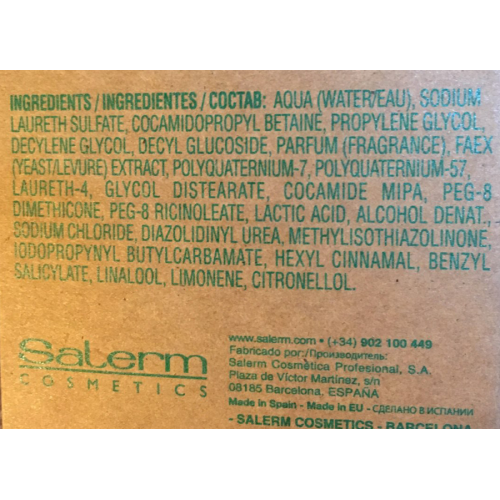 INGREDIENTS / INGREDIENTES / СОСТАВ: AQUA (WATER/EAU), SODIUM
LAURETH SULFATE, COCAMIDOPROPYL BETAINE, PROPYLENE GLYCOL,
DECYLENE GLYCOL, DECYL GLUCOSIDE, PARFUM (FRAGRANCE), FAEX
(YEAST/LEVURE) EXTRACT, POLYQUATERNIUM-7, POLYQUATERNIUM-57,
LAURETH-4, GLYCOL DISTEARATE, COCAMIDE MIPA, PEG-8
DIMETHICONE, PEG-8 RICINOLEATE, LACTIC ACID, ALCOHOL DENAT.,
SODIUM CHLORIDE, DIAZOLIDINYL UREA, METHYLISOTHIAZOLINONE,
IODOPROPYNYL BUTYLCARBAMATE, HEXYL CINNAMAL, BENZYL
SALICYLATE, LINALOOL, LIMONENE, CITRONELLOL.
Salerm
COSMETICS
www.salerm.com • (+34) 902 100 449
Fabricado por:/Производитель:
Salerm Cosmètica Profesional, S.A.
Plaza de Víctor Martínez, s/n
08185 Barcelona, ESPAÑA
Made in Spain - Made in EU - СДЕЛАНО В ИСПАНИИ
- SALERM COSMETICS - BARCELONA